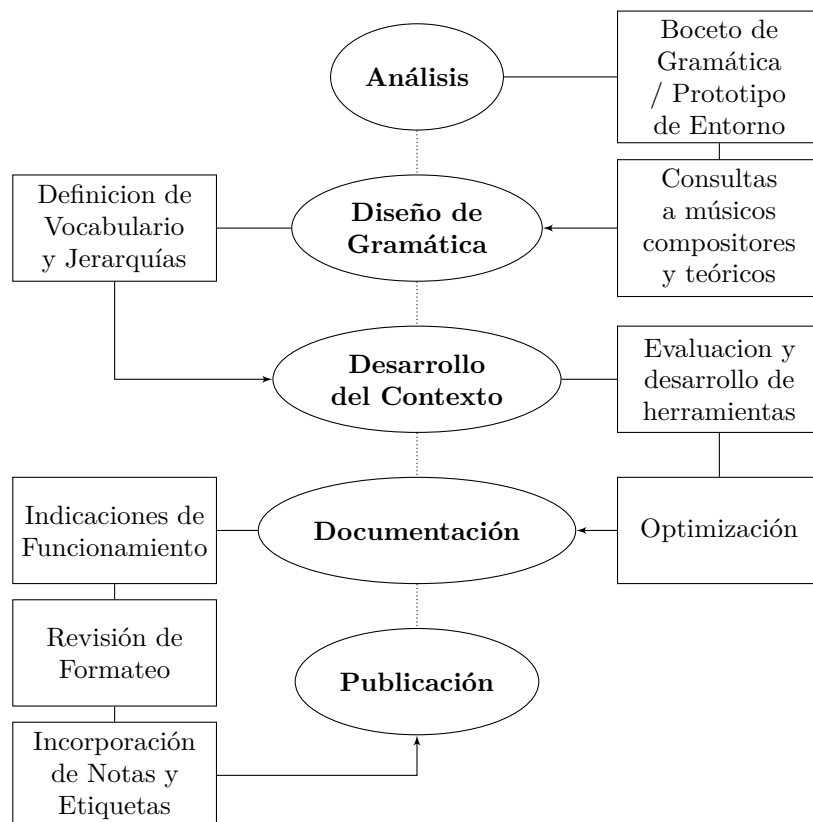 Análisis
Boceto de
Gramática
/ Prototipo
de Entorno
Definicion de
Vocabulario
y Jerarquías
Diseño de
Gramática
Consultas
a músicos
compositores
y teóricos
Desarrollo
del Contexto
Evaluacion y
desarrollo de
herramientas
Indicaciones de
Funcionamiento
Documentación
Optimización
Revisión de
Formateo
Publicación
Incorporación
de Notas y
Etiquetas